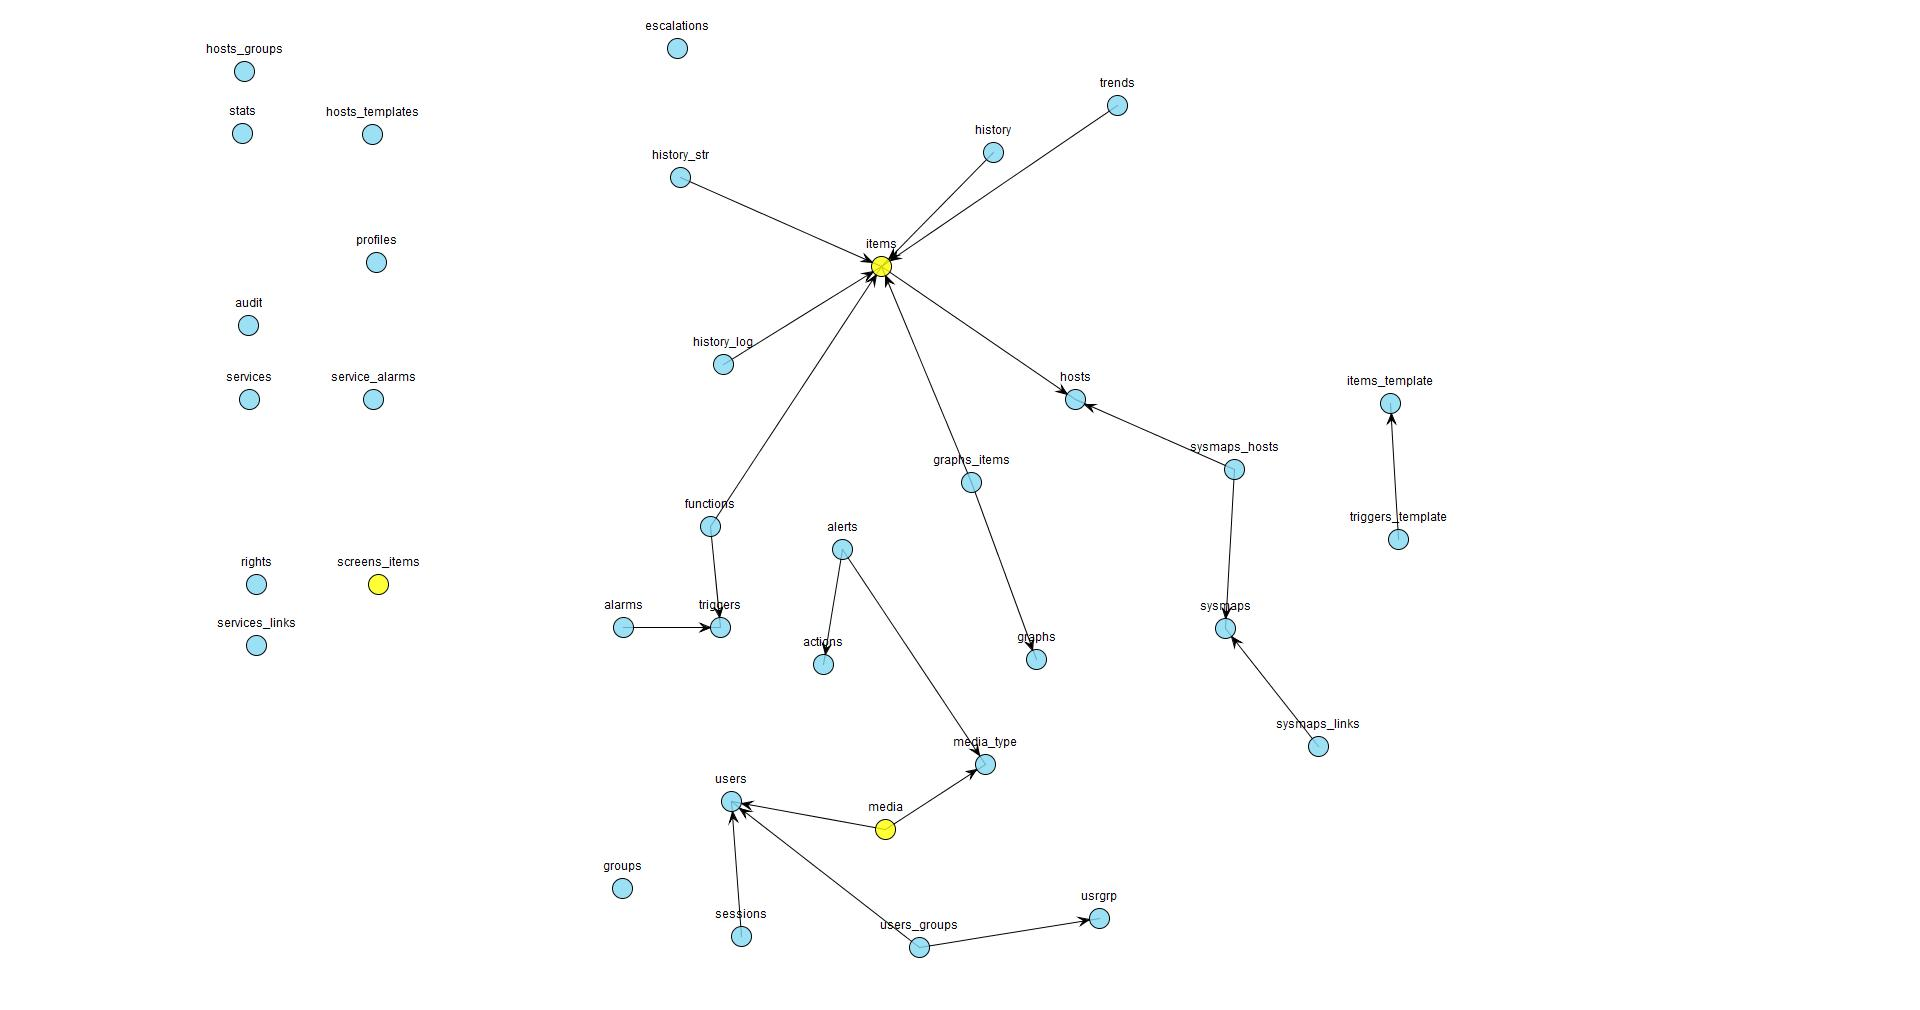 escalations
hosts_groups
trends
stats
hosts_templates
history
history_str
profiles
items
audit
history_log
services
service_alarms
hosts
items_template
sysmaps_hosts
graphs_items
functions
triggers_template
alerts
rights
screens_items
alarms
triggers
sysmaps
services_links
actions
graphs
sysmaps_links
media_type
users
media
groups
usrgrp
sessions
users_groups